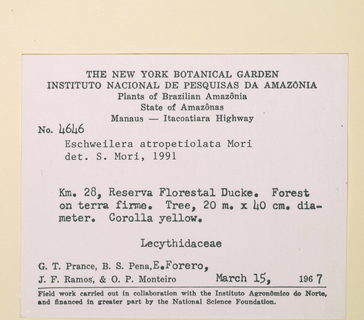 THE NEW YORK BOTANICAL GARDEN
INSTITUTO NACIONAL DE PESQUISAS DA AMAZÔNIA
Plants of Brazilian Amazônia
State of Amazônas
Manaus — Itacoatiara Highway
No. 4646
Eschweilera atropetiolata Mori
det. S. Mori, 1991
Km. 28, Reserva Florestal Ducke. Forest
on terra firme. Tree, 20 m. x 40 cm. dia-
meter. Corolla yellow.
Lecythidaceae
G. T. Prance, B. S. Pena, E. Forero,
J. F. Ramos, & O. P. Monteiro March 15, 1967
Field work carried out in collaboration with the Instituto Agronômico do Norte,
and financed in greater part by the National Science Foundation.